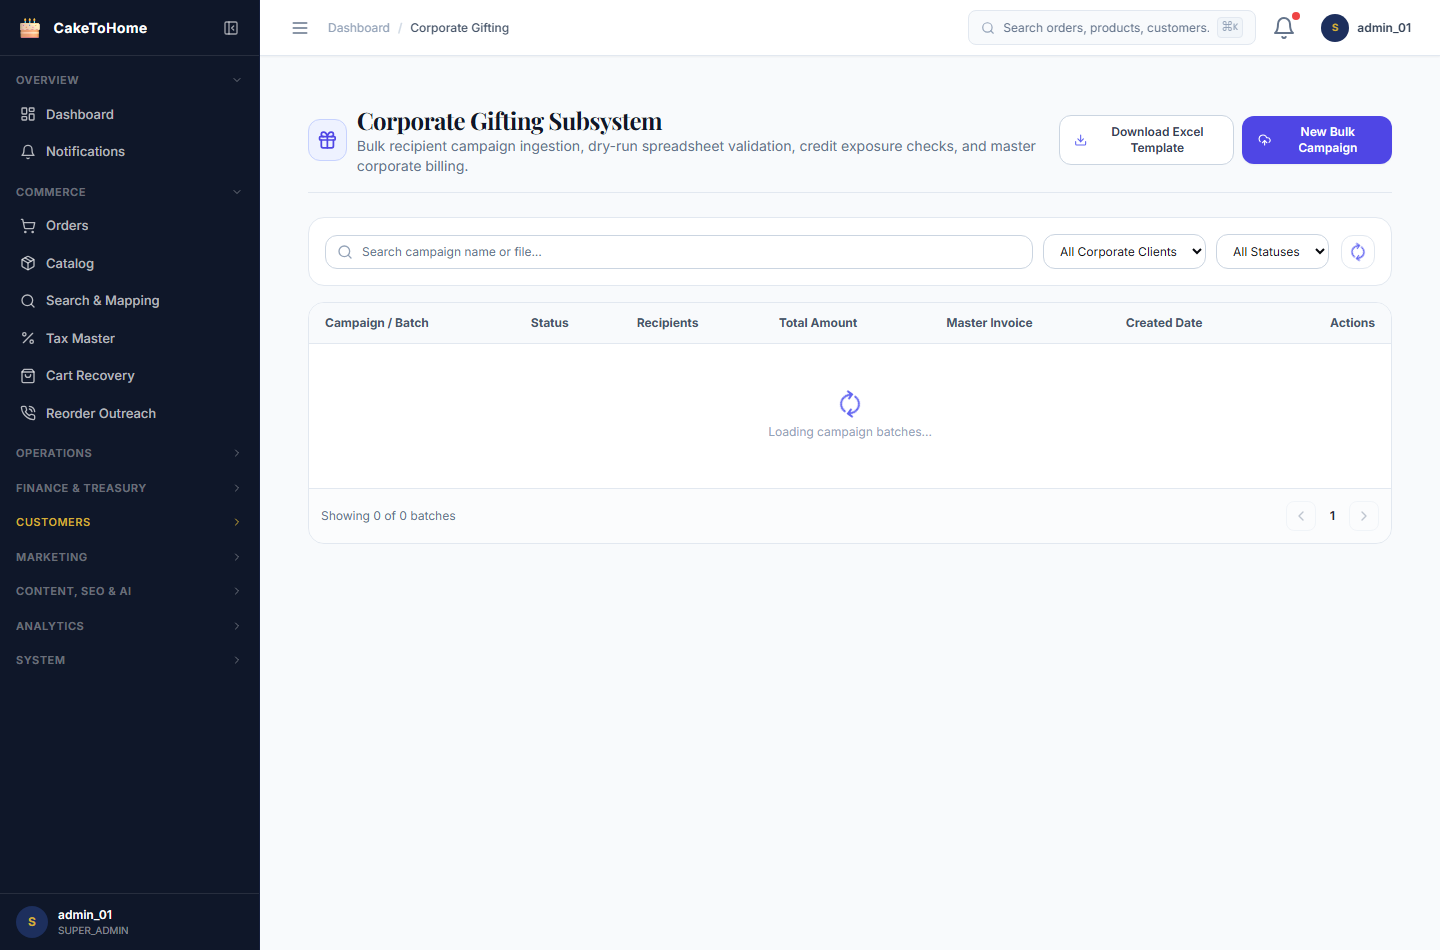 CakeToHome
OVERVIEW
Dashboard
Notifications
COMMERCE
Orders
Catalog
Search & Mapping
Tax Master
Cart Recovery
Reorder Outreach
OPERATIONS
FINANCE & TREASURY
CUSTOMERS
MARKETING
CONTENT, SEO & AI
ANALYTICS
SYSTEM
S
admin_01
SUPER_ADMIN
Dashboard / Corporate Gifting
Search orders, products, customers. ⌘K
S admin_01
Corporate Gifting Subsystem
Bulk recipient campaign ingestion, dry-run spreadsheet validation, credit exposure checks, and master
corporate billing.
Download Excel
Template
New Bulk
Campaign
Search campaign name or file...
All Corporate Clients
All Statuses
Campaign / Batch Status Recipients Total Amount Master Invoice Created Date Actions
Loading campaign batches...
Showing 0 of 0 batches
1